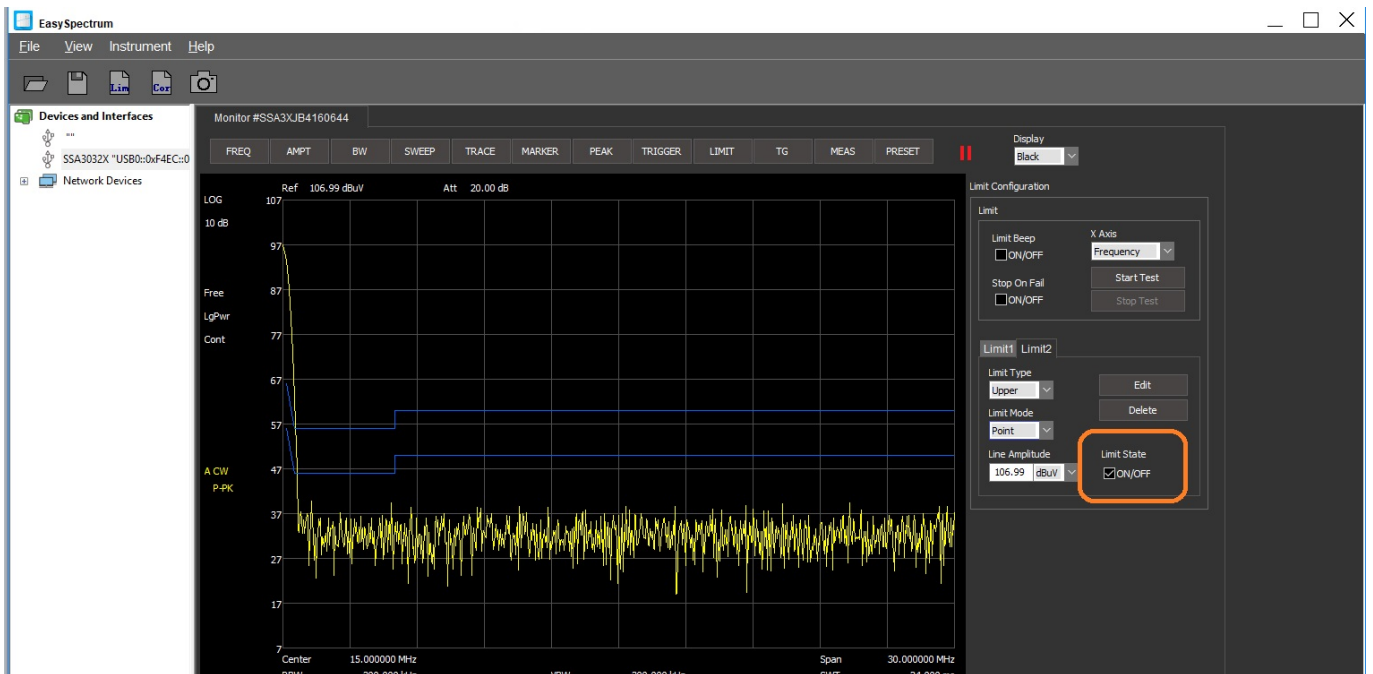 EasySpectrum
File View Instrument Help
Lim Cor
Devices and Interfaces
""
SSA3032X "USB0::0xF4EC::0
Network Devices
Monitor #SSA3XJB4160644
FREQ AMPT BW SWEEP TRACE MARKER PEAK TRIGGER LIMIT TG MEAS PRESET
Display
Black
Ref 106.99 dBuV Att 20.00 dB
LOG
10 dB
Free
LgPwr
Cont
A CW
P-PK
107
97
87
77
67
57
47
37
27
17
7
Center 15.000000 MHz Span 30.000000 MHz
Limit Configuration
Limit
Limit Beep
ON/OFF
X Axis
Frequency
Stop On Fail
ON/OFF
Start Test
Stop Test
Limit1 Limit2
Limit Type
Upper
Edit
Limit Mode
Delete
Point
Line Amplitude
106.99 dBuV
Limit State
ON/OFF